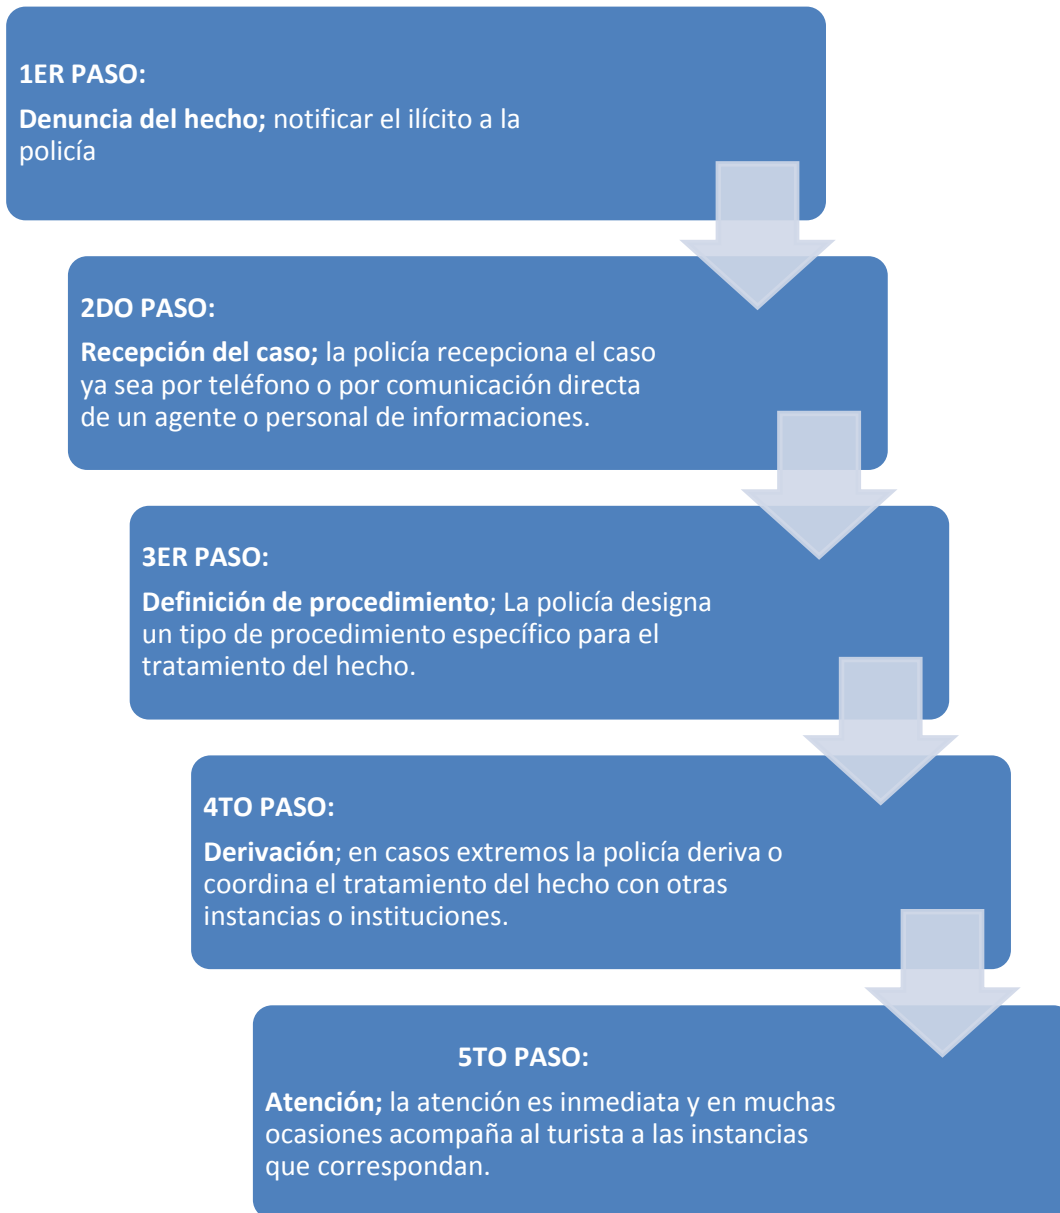 1ER PASO:
Denuncia del hecho; notificar el ilícito a la
policía
2DO PASO:
Recepción del caso; la policía recepciona el caso
ya sea por teléfono o por comunicación directa
de un agente o personal de informaciones.
3ER PASO:
Definición de procedimiento; La policía designa
un tipo de procedimiento específico para el
tratamiento del hecho.
4TO PASO:
Derivación; en casos extremos la policía deriva o
coordina el tratamiento del hecho con otras
instancias o instituciones.
5TO PASO:
Atención; la atención es inmediata y en muchas
ocasiones acompaña al turista a las instancias
que correspondan.